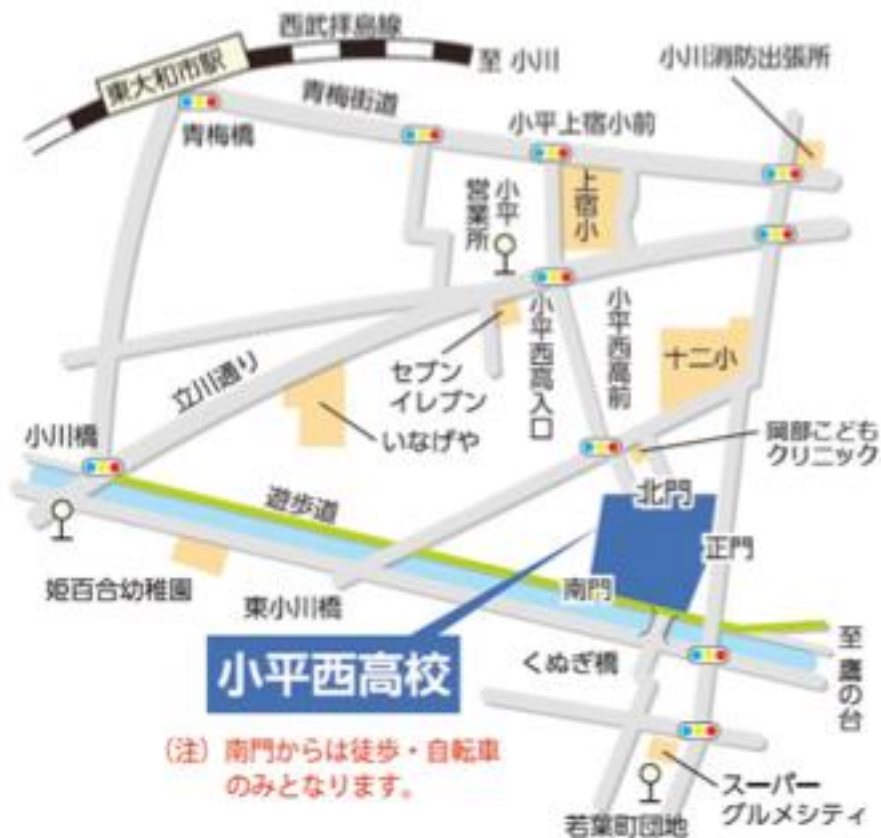 西武拝島線
至 小川
小川消防出張所
東大和市駅
青梅街道
小平上宿小前
青梅橋
上宿小
小平
営業所
小平西高入口
小平西高前
十二小
立川通り
セブン
イレブン
いなげや
岡部こども
クリニック
小川橋
北門
遊歩道
正門
姫百合幼稚園
東小川橋
南門
至 鷹の台
くぬぎ橋
小平西高校
(注) 南門からは徒歩・自転車
のみとなります。
スーパー
グルメシティ
若葉町団地